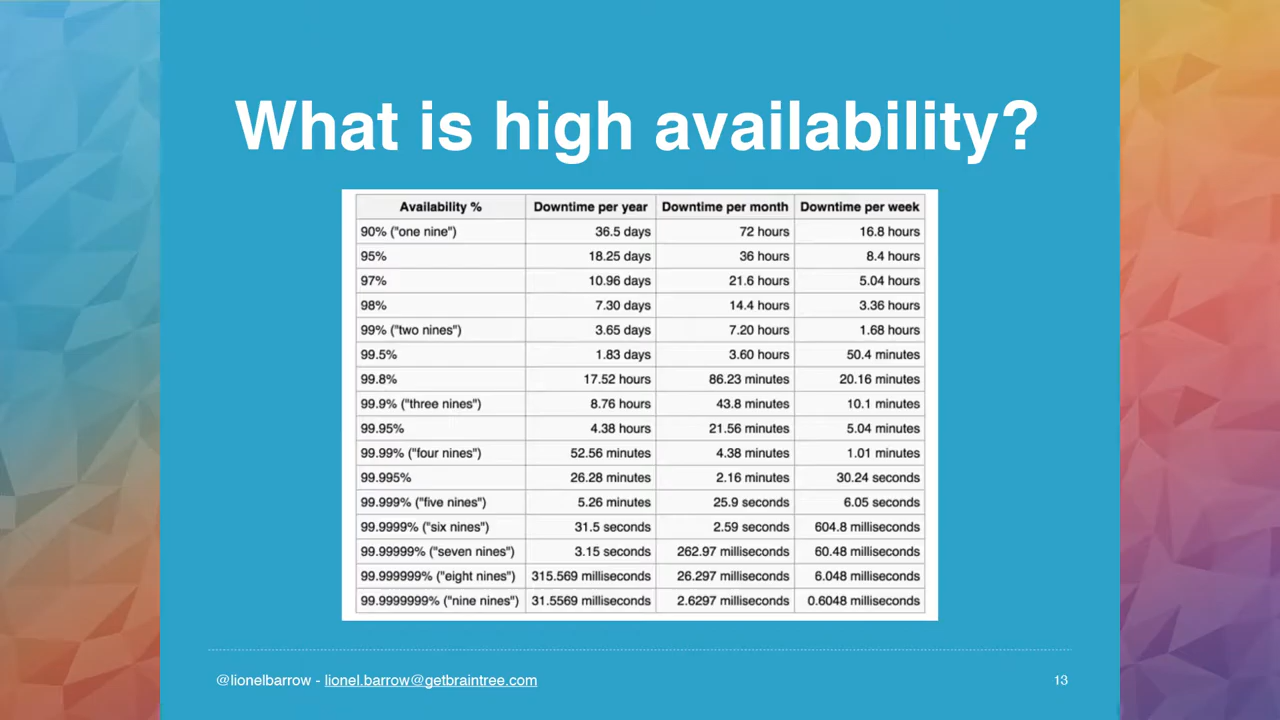 What is high availability?
Availability % Downtime per year Downtime per month Downtime per week
90% ("one nine") 36.5 days 72 hours 16.8 hours
95% 18.25 days 36 hours 8.4 hours
97% 10.96 days 21.6 hours 5.04 hours
98% 7.30 days 14.4 hours 3.36 hours
99% ("two nines") 3.65 days 7.20 hours 1.68 hours
99.5% 1.83 days 3.60 hours 50.4 minutes
99.8% 17.52 hours 86.23 minutes 20.16 minutes
99.9% ("three nines") 8.76 hours 43.8 minutes 10.1 minutes
99.95% 4.38 hours 21.56 minutes 5.04 minutes
99.99% ("four nines") 52.56 minutes 4.38 minutes 1.01 minutes
99.995% 26.28 minutes 2.16 minutes 30.24 seconds
99.999% ("five nines") 5.26 minutes 25.9 seconds 6.05 seconds
99.9999% ("six nines") 31.5 seconds 2.59 seconds 604.8 milliseconds
99.99999% ("seven nines") 3.15 seconds 262.97 milliseconds 60.48 milliseconds
99.999999% ("eight nines") 315.569 milliseconds 26.297 milliseconds 6.048 milliseconds
99.9999999% ("nine nines") 31.5569 milliseconds 2.6297 milliseconds 0.6048 milliseconds
@lionelbarrow - lionel.barrow@getbraintree.com 13